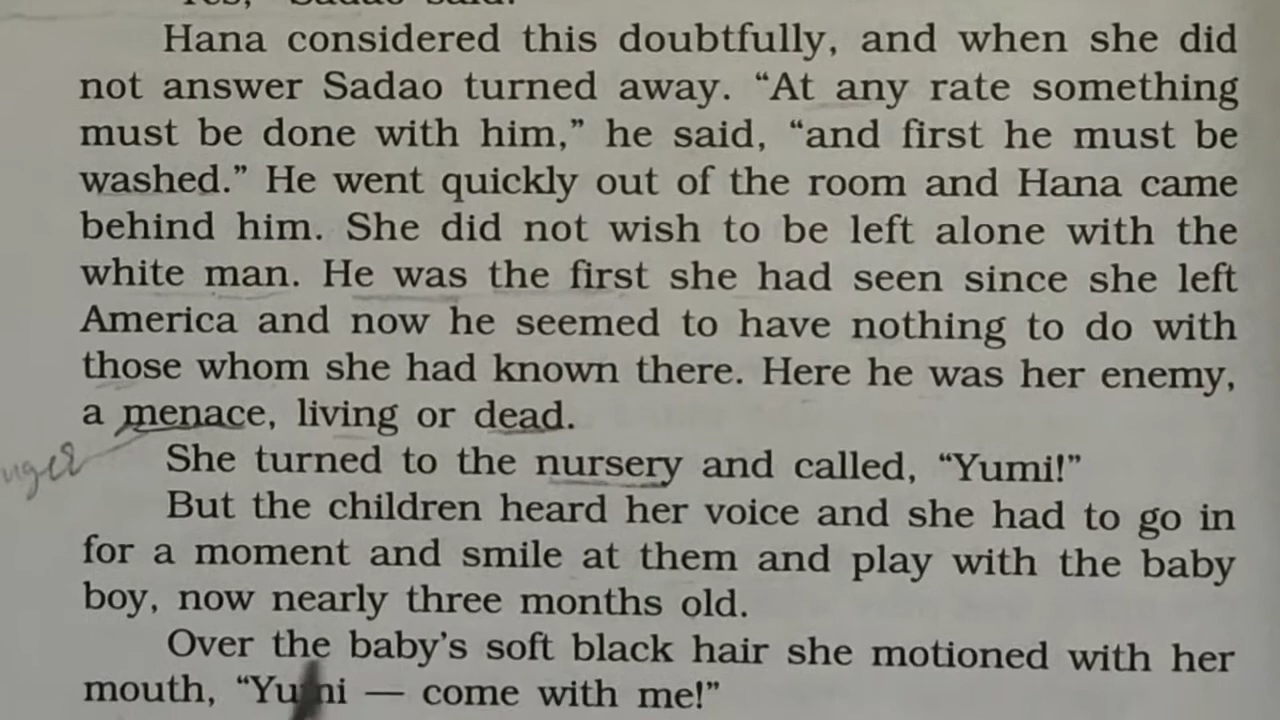 Yes," Sadao said.
Hana considered this doubtfully, and when she did
not answer Sadao turned away. “At any rate something
must be done with him,” he said, “and first he must be
washed.” He went quickly out of the room and Hana came
behind him. She did not wish to be left alone with the
white man. He was the first she had seen since she left
America and now he seemed to have nothing to do with
those whom she had known there. Here he was her enemy,
a menace, living or dead.
She turned to the nursery and called, “Yumi!”
But the children heard her voice and she had to go in
for a moment and smile at them and play with the baby
boy, now nearly three months old.
Over the baby’s soft black hair she motioned with her
mouth, “Yumi — come with me!”